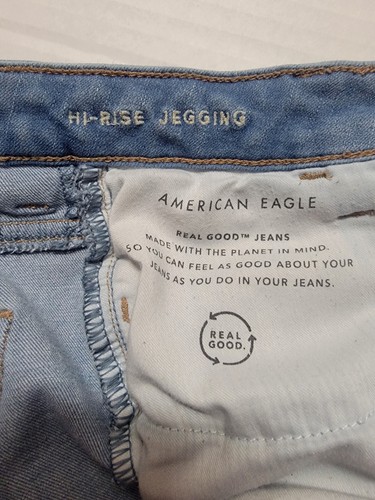 HI-RISE JEGGING
AMERICAN EAGLE
REAL GOOD™ JEANS
MADE WITH THE PLANET IN MIND.
SO YOU CAN FEEL AS GOOD ABOUT YOUR
JEANS AS YOU DO IN YOUR JEANS.
REAL
GOOD.